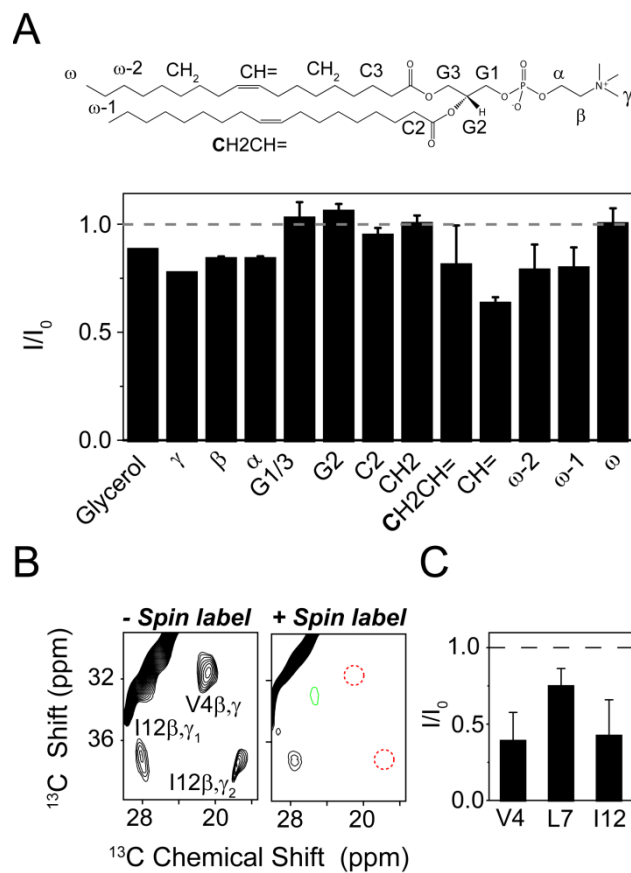 A
ω
ω-2
CH₂
CH=
CH₂
C3
G3
G1
α
ω-1
O
O
O
P
O
O⁻
O
N⁺
γ
β
O
H
C2
G2
O
CH2CH=
I/I₀
1.0
0.5
0.0
Glycerol
γ
β
α
G1/3
G2
C2
CH2
CH2CH=
CH=
ω-2
ω-1
ω
B
- Spin label
+ Spin label
¹³C Shift (ppm)
32
36
V4β,γ
I12β,γ₁
I12β,γ₂
28
20
28
20
¹³C Chemical Shift (ppm)
C
I/I₀
1.0
0.5
0.0
V4
L7
I12